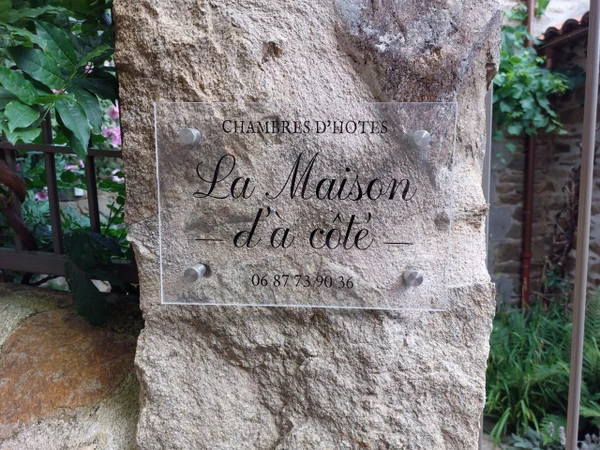 CHAMBRES D'HOTES
La Maison
— d'à côté —
06 87 73 90 36